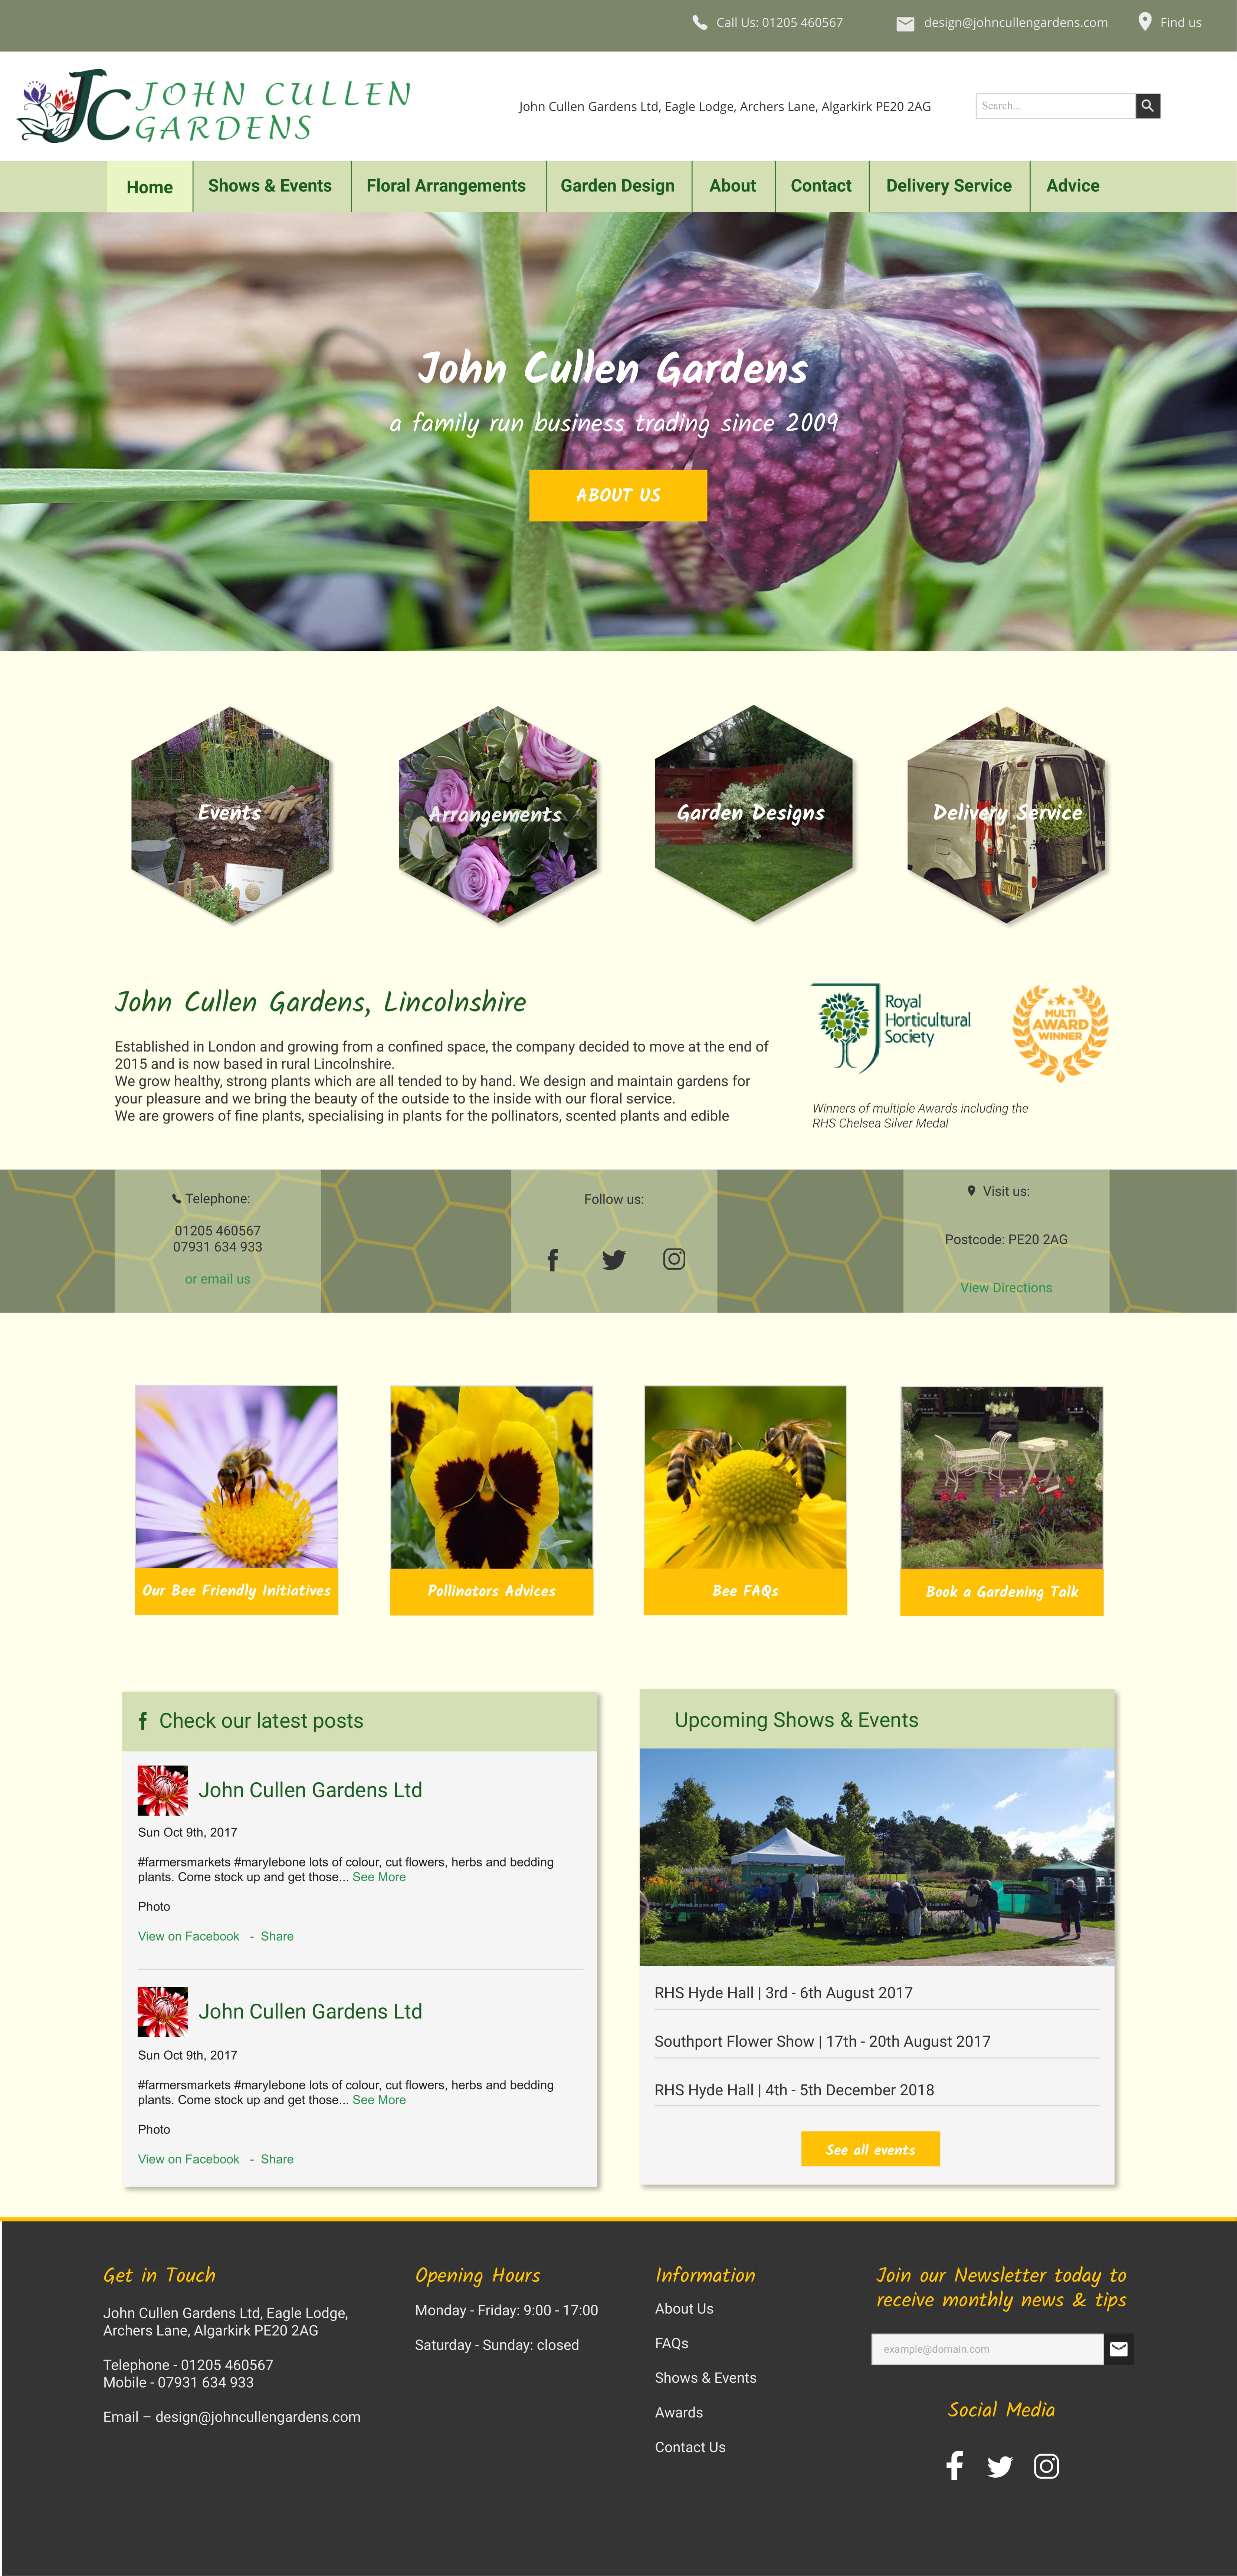 Call Us: 01205 460567
design@johncullengardens.com
Find us
JC JOHN CULLEN
GARDENS
John Cullen Gardens Ltd, Eagle Lodge, Archers Lane, Algarkirk PE20 2AG
Search...
Home
Shows & Events
Floral Arrangements
Garden Design
About
Contact
Delivery Service
Advice
John Cullen Gardens
a family run business trading since 2009
ABOUT US
Events
Arrangements
Garden Designs
Delivery Service
John Cullen Gardens, Lincolnshire
Established in London and growing from a confined space, the company decided to move at the end of
2015 and is now based in rural Lincolnshire.
We grow healthy, strong plants which are all tended to by hand. We design and maintain gardens for
your pleasure and we bring the beauty of the outside to the inside with our floral service.
We are growers of fine plants, specialising in plants for the pollinators, scented plants and edible
Royal
Horticultural
Society
MULTI
AWARD
WINNER
Winners of multiple Awards including the
RHS Chelsea Silver Medal
Telephone:
01205 460567
07931 634 933
or email us
Follow us:
Visit us:
Postcode: PE20 2AG
View Directions
Our Bee Friendly Initiatives
Pollinators Advices
Bee FAQs
Book a Gardening Talk
Check our latest posts
John Cullen Gardens Ltd
Sun Oct 9th, 2017
#farmersmarkets #marylebone lots of colour, cut flowers, herbs and bedding
plants. Come stock up and get those... See More
Photo
View on Facebook - Share
John Cullen Gardens Ltd
Sun Oct 9th, 2017
#farmersmarkets #marylebone lots of colour, cut flowers, herbs and bedding
plants. Come stock up and get those... See More
Photo
View on Facebook - Share
Upcoming Shows & Events
RHS Hyde Hall | 3rd - 6th August 2017
Southport Flower Show | 17th - 20th August 2017
RHS Hyde Hall | 4th - 5th December 2018
See all events
Get in Touch
John Cullen Gardens Ltd, Eagle Lodge,
Archers Lane, Algarkirk PE20 2AG
Telephone - 01205 460567
Mobile - 07931 634 933
Email – design@johncullengardens.com
Opening Hours
Monday - Friday: 9:00 - 17:00
Saturday - Sunday: closed
Information
About Us
FAQs
Shows & Events
Awards
Contact Us
Join our Newsletter today to
receive monthly news & tips
example@domain.com
Social Media